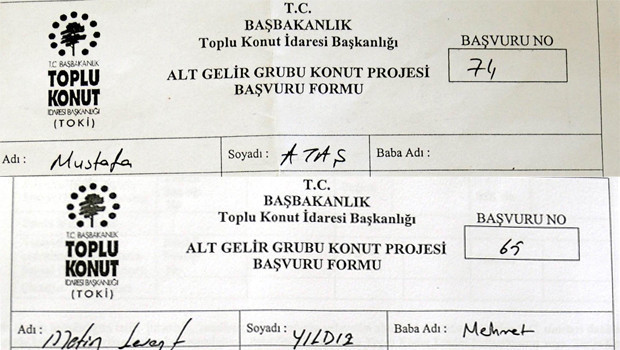 T.C.
BAŞBAKANLIK
Toplu Konut İdaresi Başkanlığı
ALT GELİR GRUBU KONUT PROJESİ
BAŞVURU FORMU
BAŞVURU NO
74
T.C. BAŞBAKANLIK
TOPLU
KONUT
İDARESİ BAŞKANLIĞI
(TOKİ)
Adı : Mustafa Soyadı : ATAŞ Baba Adı :
T.C.
BAŞBAKANLIK
Toplu Konut İdaresi Başkanlığı
ALT GELİR GRUBU KONUT PROJESİ
BAŞVURU FORMU
BAŞVURU NO
T.C. BAŞBAKANLIK
TOPLU
KONUT
İDARESİ BAŞKANLIĞI
(TOKİ)
Adı : Metin Levent Soyadı : YILDIZ Baba Adı : Mehmet